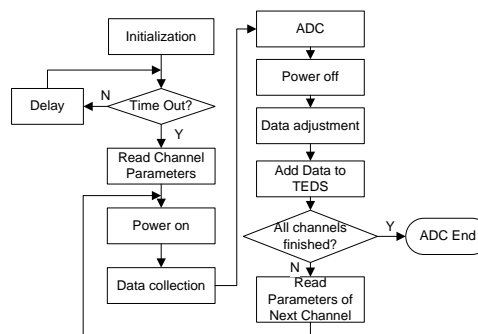 Initialization
N
Delay
Time Out?
Y
Read Channel
Parameters
Power on
Data collection
ADC
Power off
Data adjustment
Add Data to
TEDS
All channels
finished?
Y
ADC End
N
Read
Parameters of
Next Channel